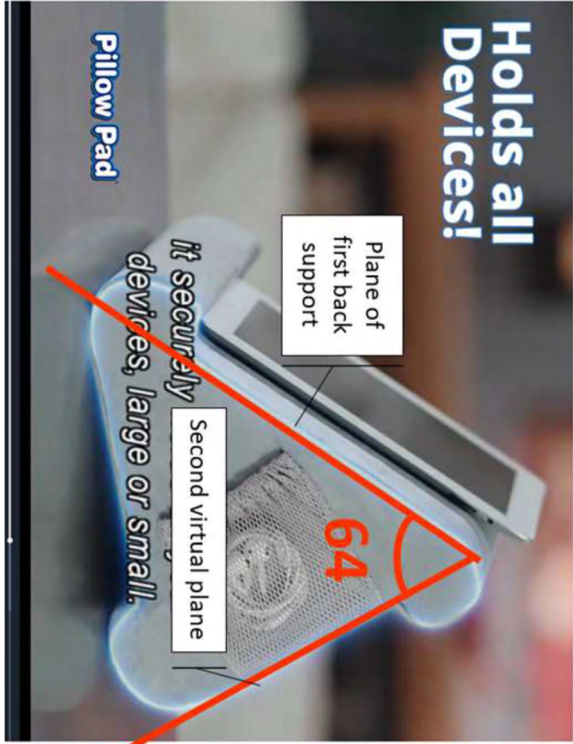 Holds all
Devices!
Plane of
first back
support
it securely
devices, large or small.
Second virtual plane
64
Pillow Pad